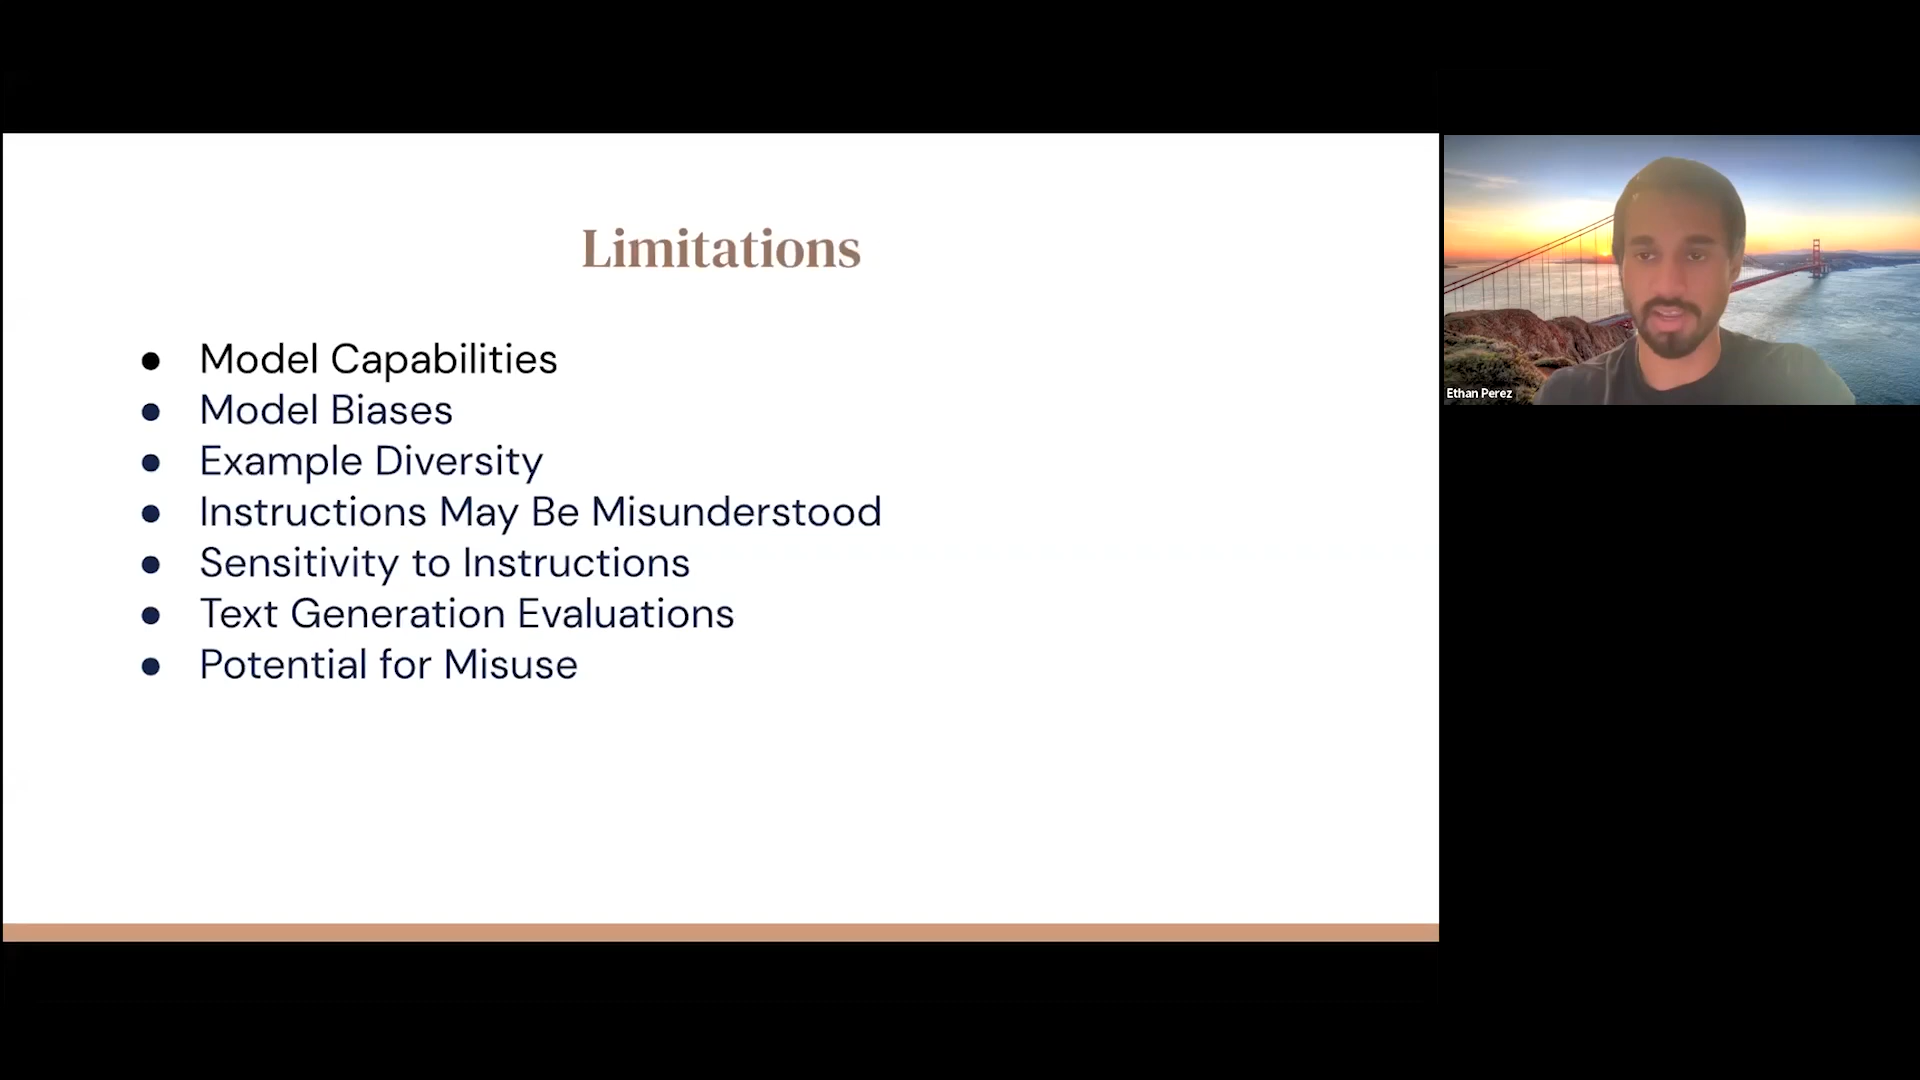 Limitations
Model Capabilities
Model Biases
Example Diversity
Instructions May Be Misunderstood
Sensitivity to Instructions
Text Generation Evaluations
Potential for Misuse
Ethan Perez